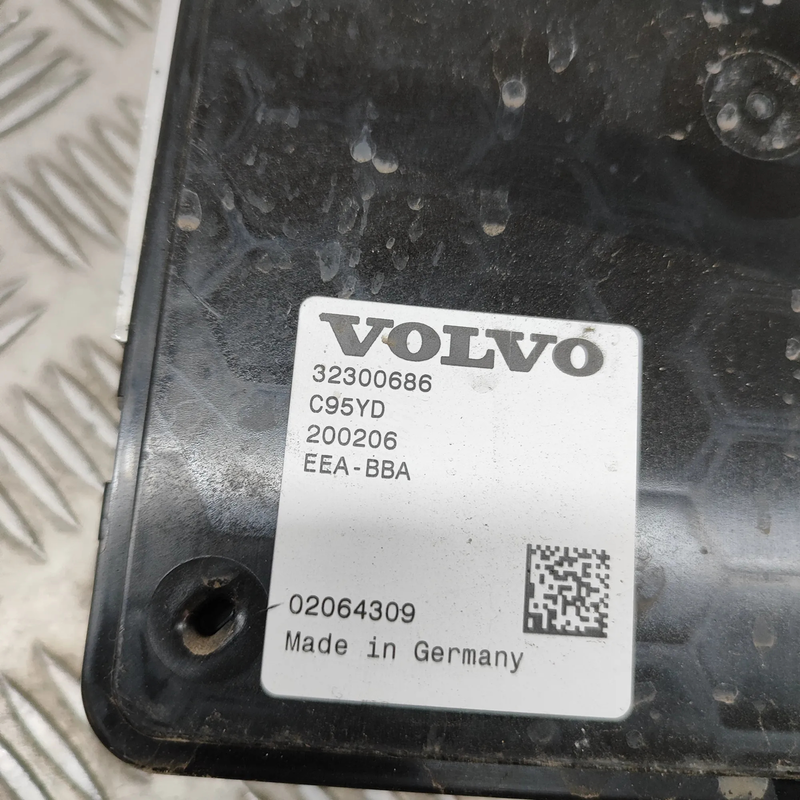 VOLVO
32300686
C95YD
200206
EEA-BBA
02064309
Made in Germany